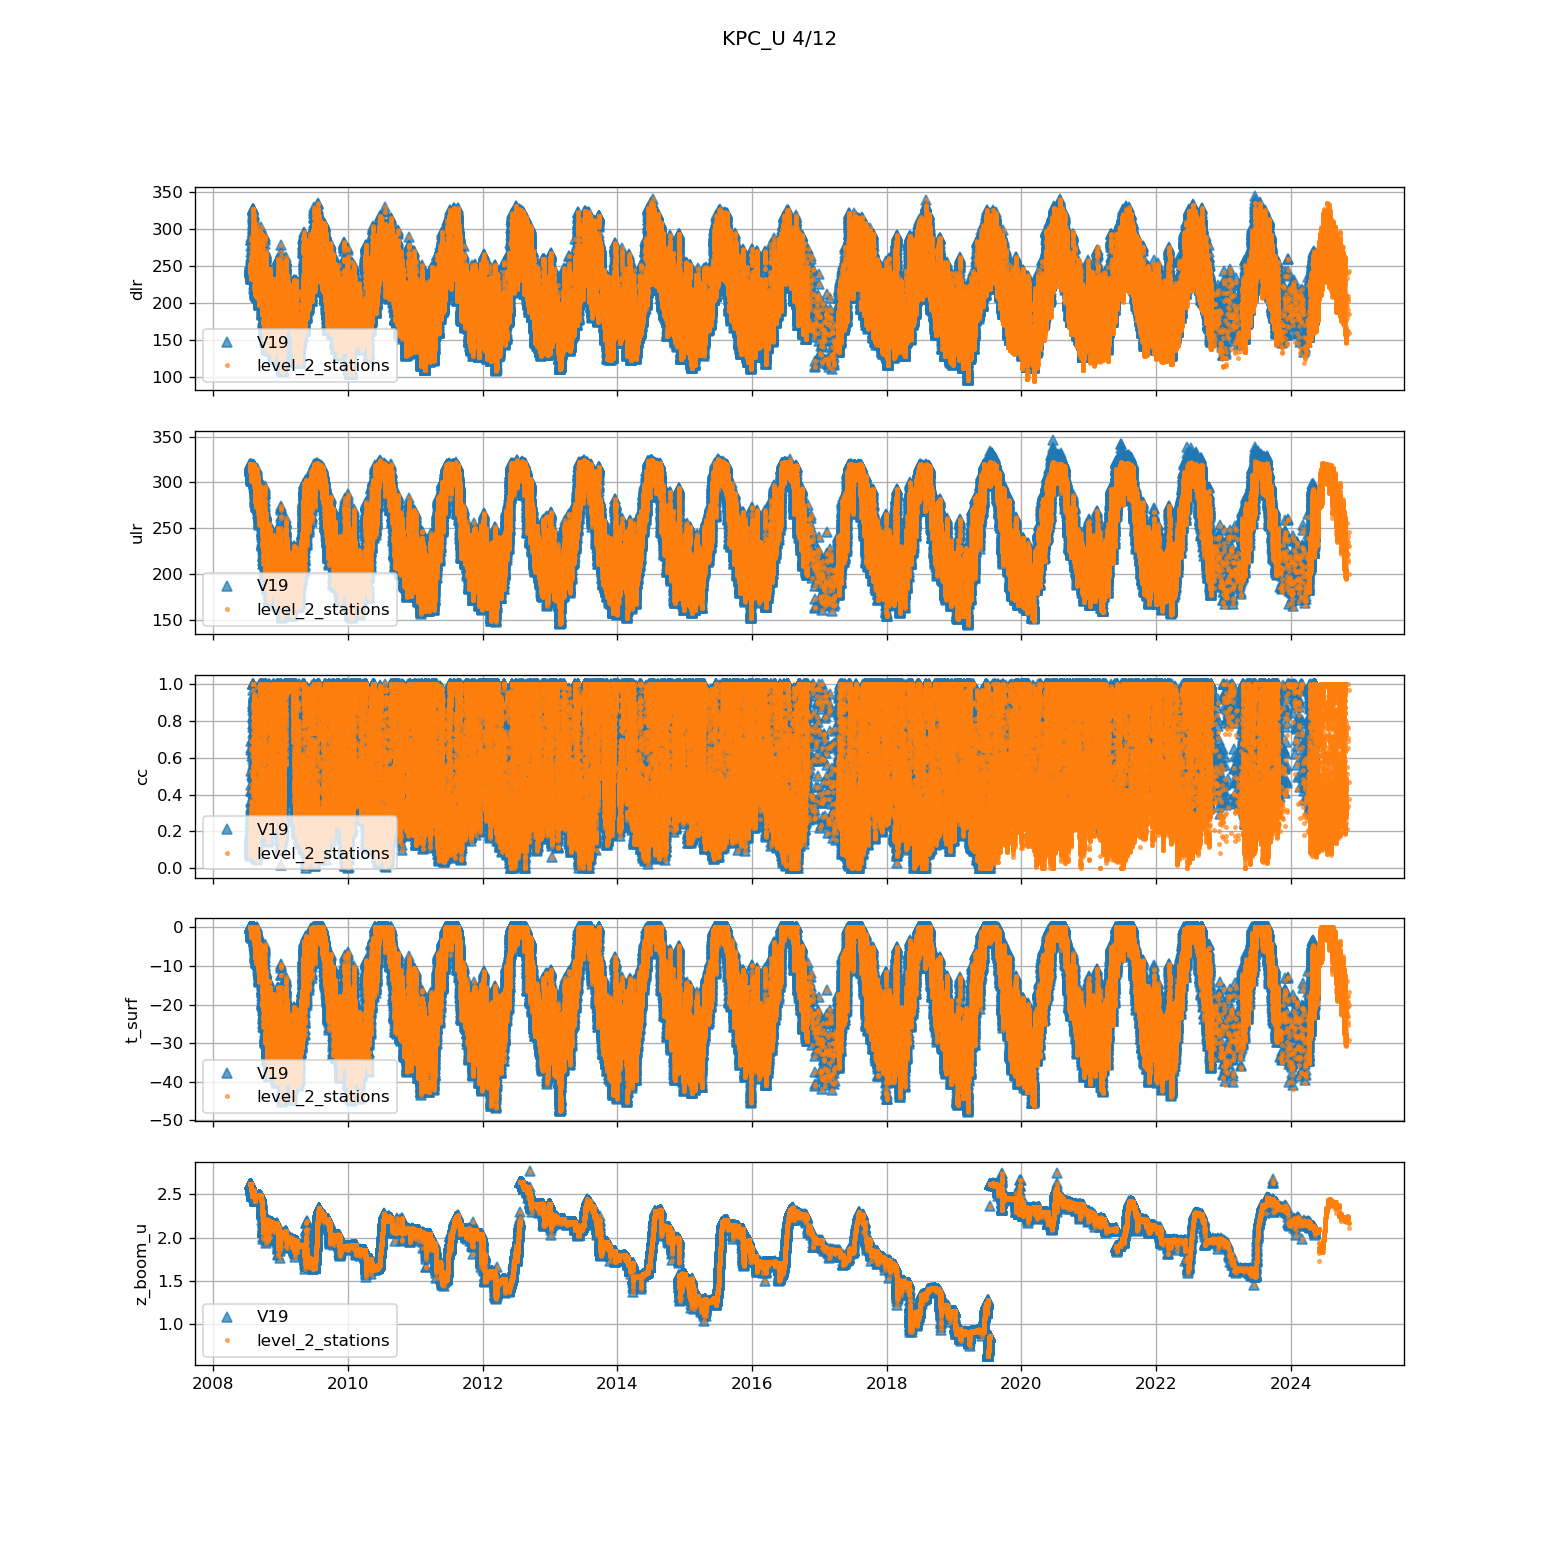 KPC_U 4/12
350
300
250
200
150
100
dlr
V19
level_2_stations
350
300
250
200
150
ulr
V19
level_2_stations
1.0
0.8
0.6
0.4
0.2
0.0
cc
V19
level_2_stations
0
−10
−20
−30
−40
−50
t_surf
V19
level_2_stations
2.5
2.0
1.5
1.0
z_boom_u
V19
level_2_stations
2008 2010 2012 2014 2016 2018 2020 2022 2024